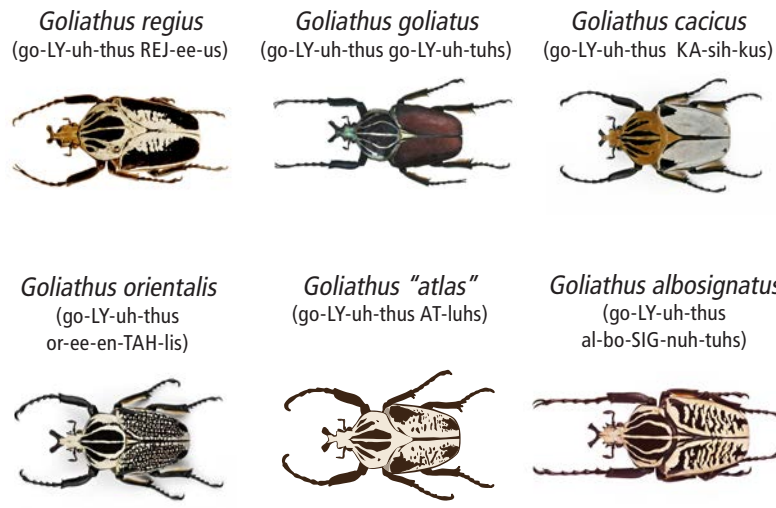 Goliathus regius
(go-LY-uh-thus REJ-ee-us)
Goliathus goliatus
(go-LY-uh-thus go-LY-uh-tuhs)
Goliathus cacicus
(go-LY-uh-thus KA-sih-kus)
Goliathus orientalis
(go-LY-uh-thus
or-ee-en-TAH-lis)
Goliathus “atlas”
(go-LY-uh-thus AT-luhs)
Goliathus albosignatus
(go-LY-uh-thus
al-bo-SIG-nuh-tuhs)